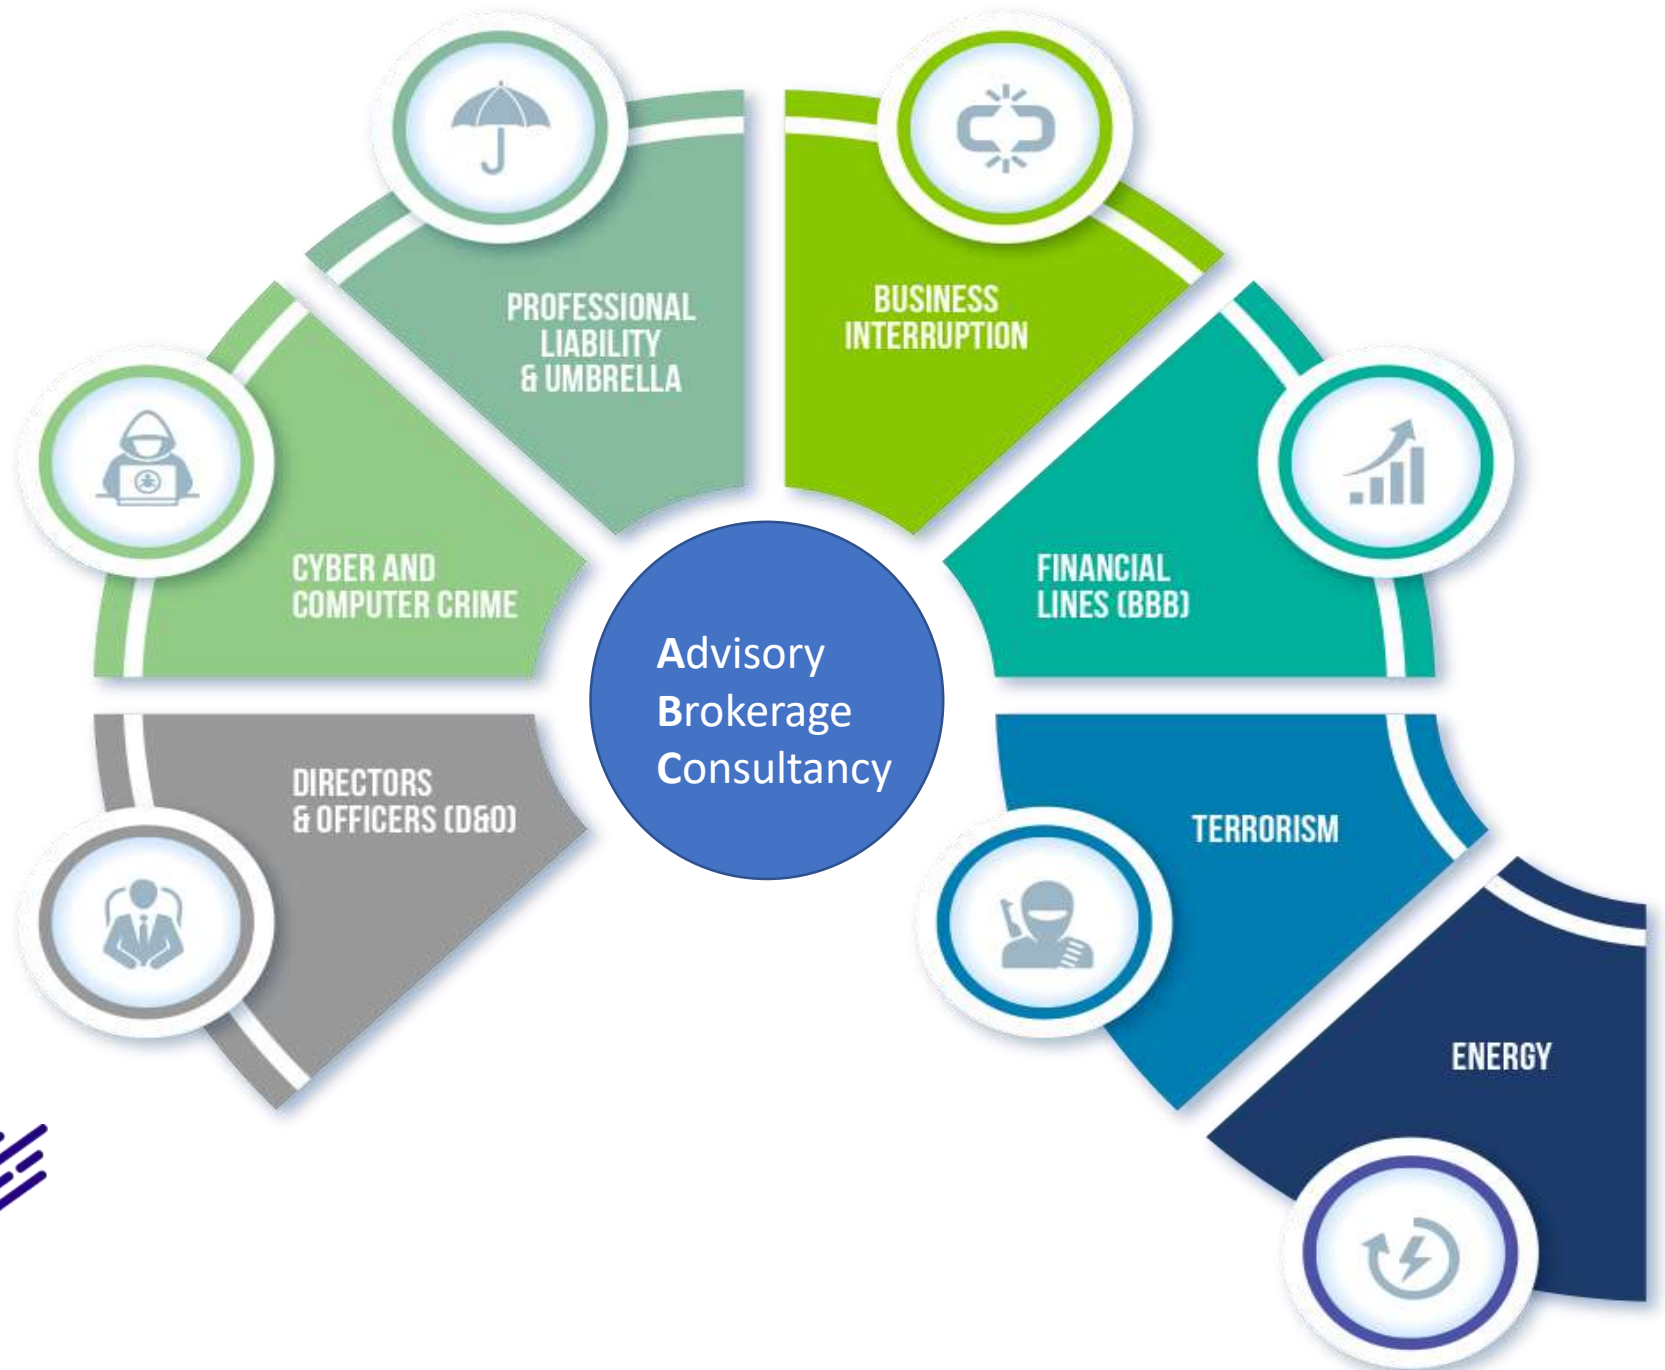 PROFESSIONAL
LIABILITY
& UMBRELLA
BUSINESS
INTERRUPTION
CYBER AND
COMPUTER CRIME
FINANCIAL
LINES (BBB)
Advisory
Brokerage
Consultancy
DIRECTORS
& OFFICERS (D&O)
TERRORISM
ENERGY